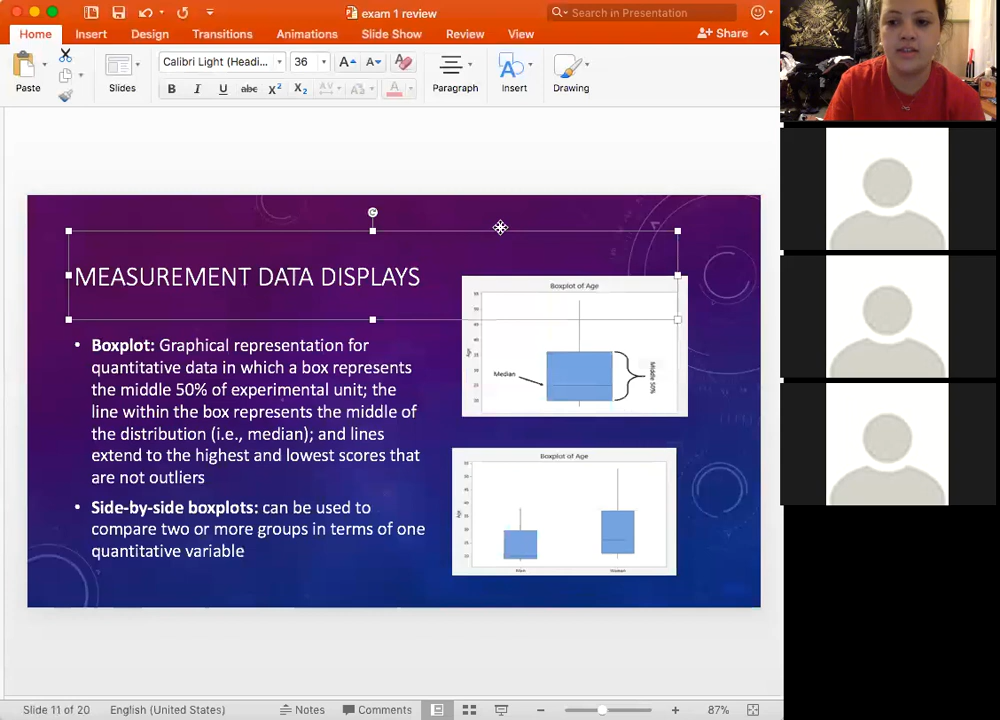 exam 1 review
Search in Presentation
Home
Insert
Design
Transitions
Animations
Slide Show
Review
View
Share
Calibri Light (Headi...
36
Paste
Slides
Paragraph
Insert
Drawing
MEASUREMENT DATA DISPLAYS
• Boxplot: Graphical representation for
quantitative data in which a box represents
the middle 50% of experimental unit; the
line within the box represents the middle of
the distribution (i.e., median); and lines
extend to the highest and lowest scores that
are not outliers
• Side-by-side boxplots: can be used to
compare two or more groups in terms of one
quantitative variable
Boxplot of Age
Age
Median
Middle 50%
Boxplot of Age
Age
Men
Women
Slide 11 of 20
English (United States)
Notes
Comments
87%